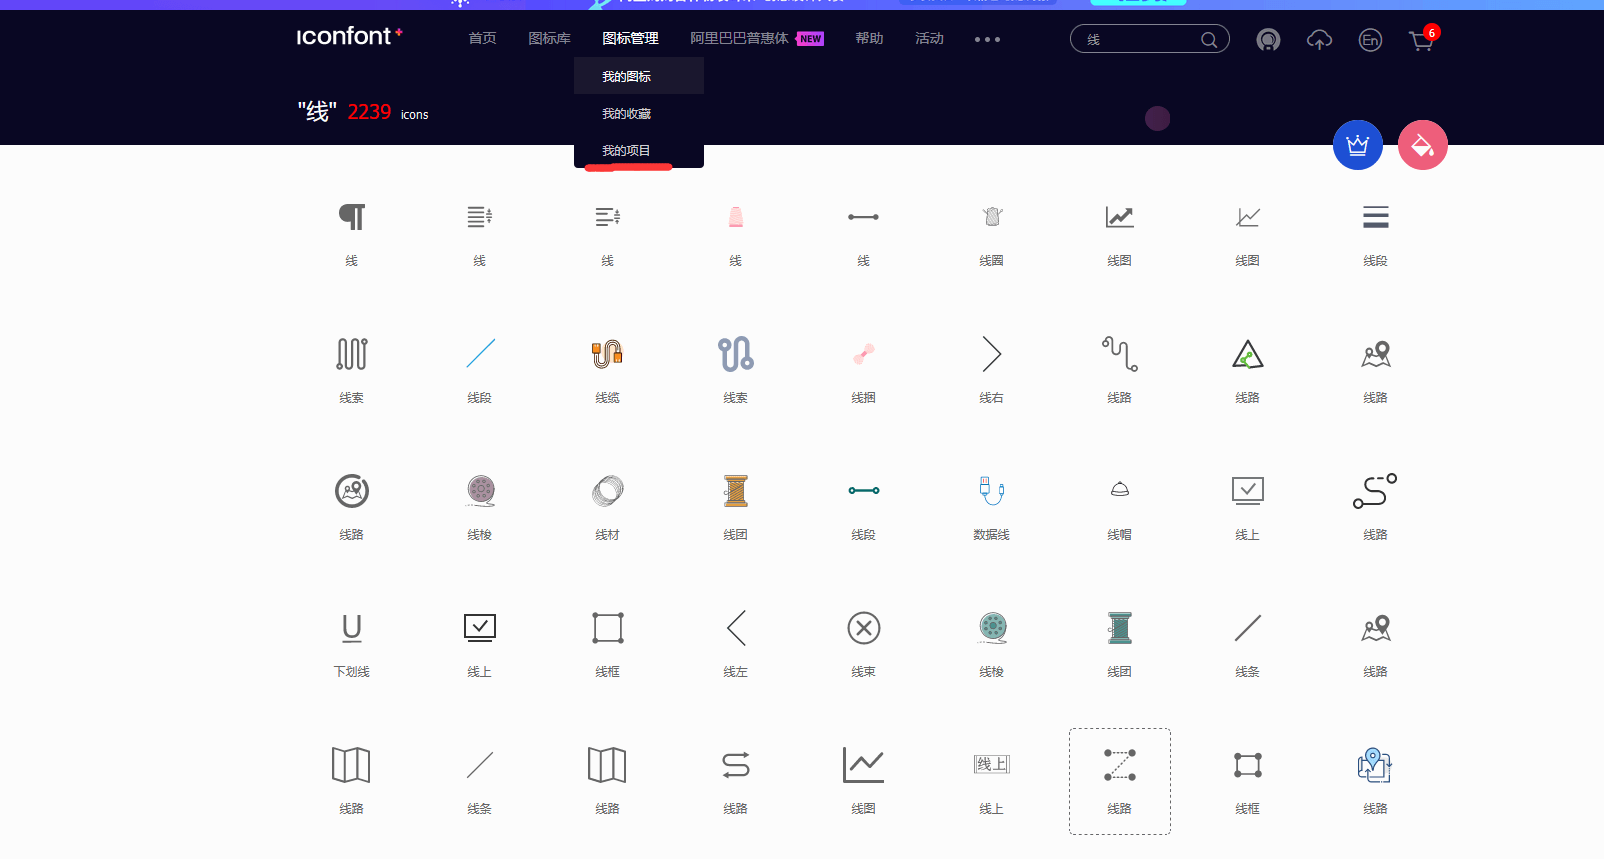 iconfont+
首页 图标库 图标管理 阿里巴巴普惠体 NEW 帮助 活动 ••• 线 En 6
我的图标
我的收藏
我的项目
"线" 2239 icons
线 线 线 线 线 线圈 线图 线图 线段
线索 线段 线缆 线索 线捆 线右 线路 线路 线路
线路 线梭 线材 线团 线段 数据线 线帽 线上 线路
下划线 线上 线框 线左 线束 线梭 线团 线条 线路
线上
线路 线条 线路 线路 线图 线上 线路 线框 线路